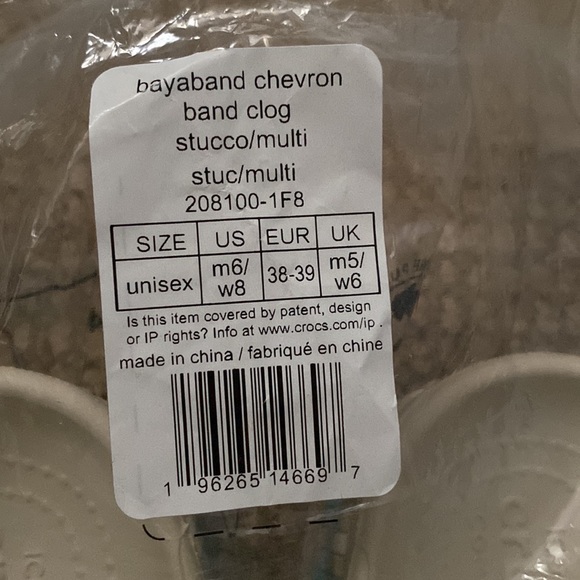 bayaband chevron
band clog
stucco/multi
stuc/multi
208100-1F8
SIZE US EUR UK
unisex m6/ w8 38-39 m5/ w6
Is this item covered by patent, design
or IP rights? Info at www.crocs.com/ip .
made in china / fabriqué en chine
1 96265 14669 7